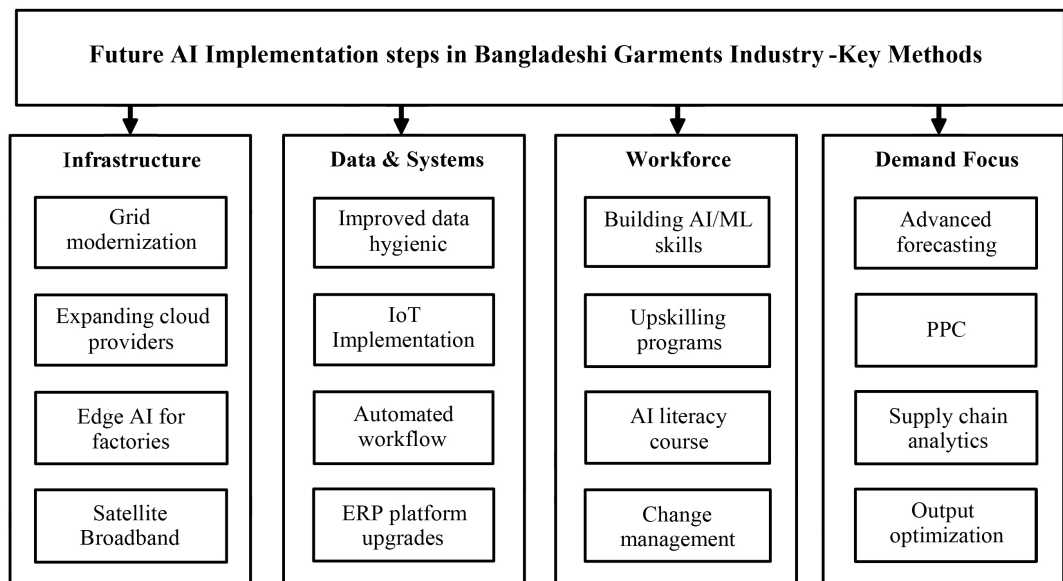 Future AI Implementation steps in Bangladeshi Garments Industry -Key Methods
Infrastructure
Grid
modernization
Expanding cloud
providers
Edge AI for
factories
Satellite
Broadband
Data & Systems
Improved data
hygienic
IoT
Implementation
Automated
workflow
ERP platform
upgrades
Workforce
Building AI/ML
skills
Upskilling
programs
AI literacy
course
Change
management
Demand Focus
Advanced
forecasting
PPC
Supply chain
analytics
Output
optimization